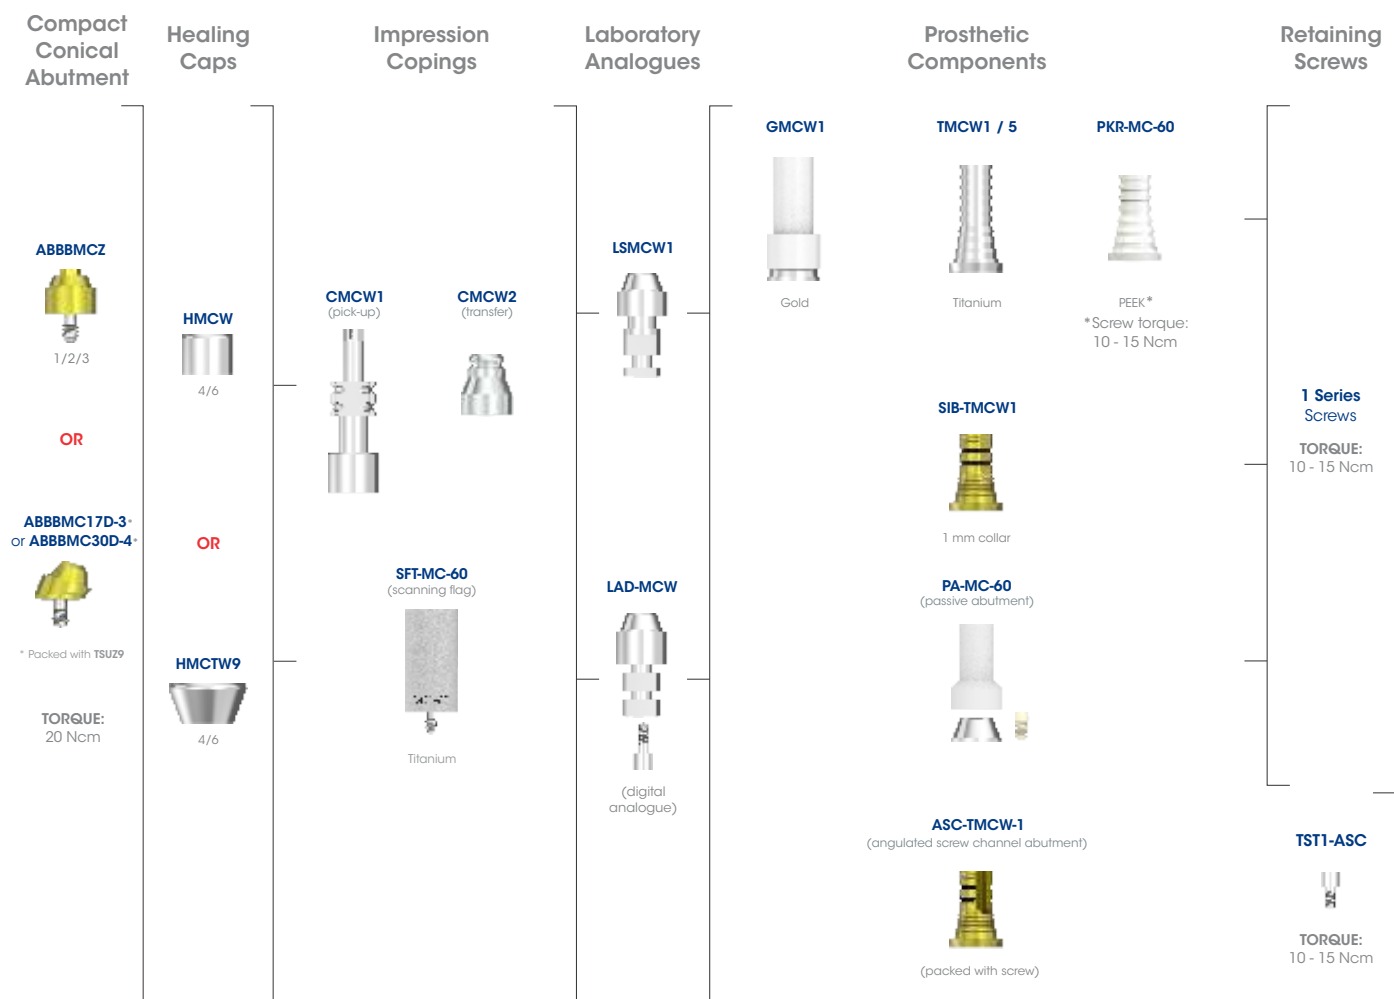 Compact
Conical
Abutment
Healing
Caps
Impression
Copings
Laboratory
Analogues
Prosthetic
Components
Retaining
Screws
ABBBMCZ
1/2/3
OR
ABBBMC17D-3*
or ABBBMC30D-4*
* Packed with TSUZ9
TORQUE:
20 Ncm
HMCW
4/6
OR
HMCTW9
4/6
CMCW1
(pick-up)
CMCW2
(transfer)
SFT-MC-60
(scanning flag)
Titanium
LSMCW1
LAD-MCW
(digital
analogue)
GMCW1
Gold
TMCW1 / 5
Titanium
PKR-MC-60
PEEK*
*Screw torque:
10 - 15 Ncm
SIB-TMCW1
1 mm collar
PA-MC-60
(passive abutment)
ASC-TMCW-1
(angulated screw channel abutment)
(packed with screw)
1 Series
Screws
TORQUE:
10 - 15 Ncm
TST1-ASC
TORQUE:
10 - 15 Ncm